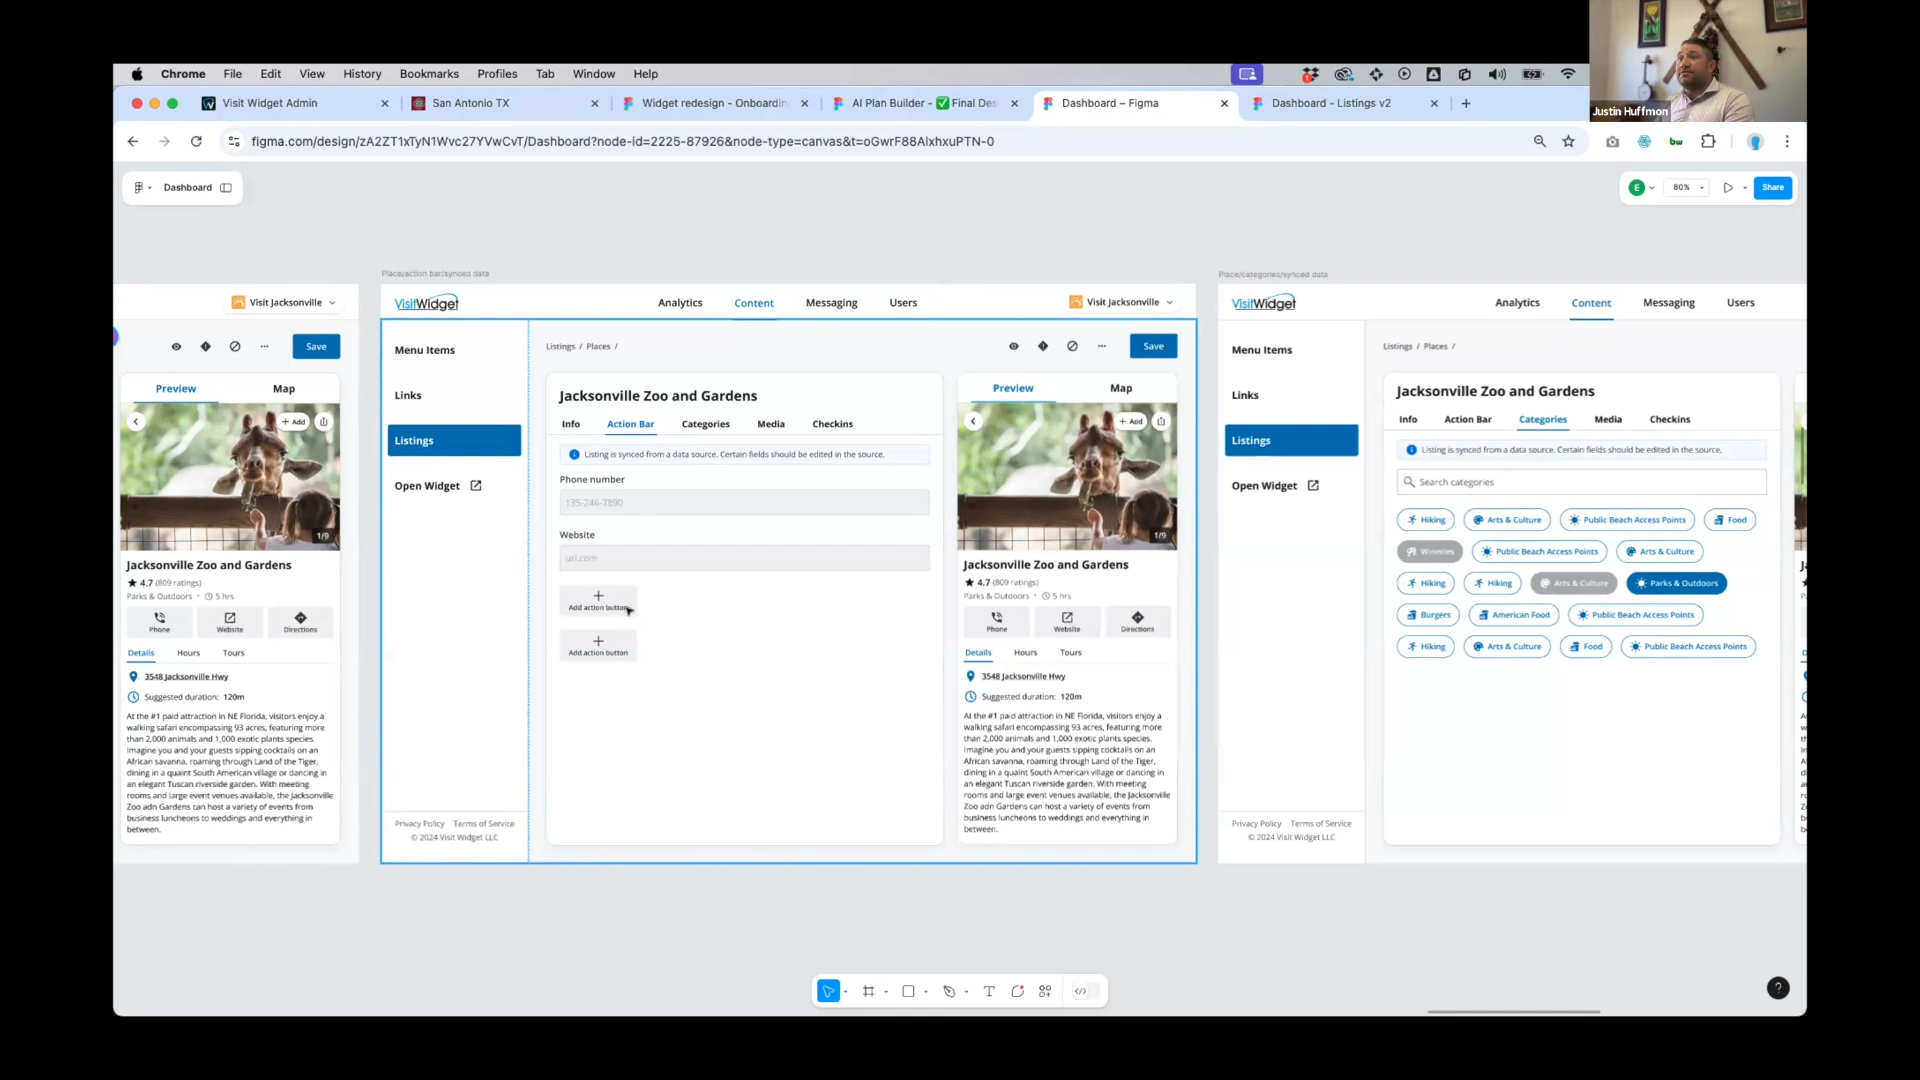 Chrome File Edit View History Bookmarks Profiles Tab Window Help
Justin Huffmon
Visit Widget Admin
San Antonio TX
Widget redesign - Onboardin
AI Plan Builder - ✅ Final Des
Dashboard – Figma
Dashboard - Listings v2
figma.com/design/zA2ZT1xTyN1Wvc27YVwCvT/Dashboard?node-id=2225-87926&node-type=canvas&t=oGwrF88AlxhxuPTN-0
bw
Dashboard
E
80%
Share
Visit Jacksonville
Save
Preview Map
+ Add
1/9
Jacksonville Zoo and Gardens
4.7 (809 ratings)
Parks & Outdoors • 5 hrs
Phone Website Directions
Details Hours Tours
3548 Jacksonville Hwy
Suggested duration: 120m
At the #1 paid attraction in NE Florida, visitors enjoy a
walking safari encompassing 93 acres, featuring more
than 2,000 animals and 1,000 exotic plants species.
Imagine you and your guests sipping cocktails on an
African savanna, roaming through Land of the Tiger,
dining in a quaint South American village or dancing in
an elegant Tuscan riverside garden. With meeting
rooms and large event venues available, the Jacksonville
Zoo adn Gardens can host a variety of events from
business luncheons to weddings and everything in
between.
Place/action bar/synced data
VisitWidget
Analytics Content Messaging Users
Visit Jacksonville
Menu Items
Links
Listings
Open Widget
Privacy Policy Terms of Service
© 2024 Visit Widget LLC
Listings / Places /
Save
Jacksonville Zoo and Gardens
Info Action Bar Categories Media Checkins
Listing is synced from a data source. Certain fields should be edited in the source.
Phone number
135-246-7890
Website
url.com
Add action button
Add action button
Preview Map
+ Add
1/9
Jacksonville Zoo and Gardens
4.7 (809 ratings)
Parks & Outdoors • 5 hrs
Phone Website Directions
Details Hours Tours
3548 Jacksonville Hwy
Suggested duration: 120m
At the #1 paid attraction in NE Florida, visitors enjoy a
walking safari encompassing 93 acres, featuring more
than 2,000 animals and 1,000 exotic plants species.
Imagine you and your guests sipping cocktails on an
African savanna, roaming through Land of the Tiger,
dining in a quaint South American village or dancing in
an elegant Tuscan riverside garden. With meeting
rooms and large event venues available, the Jacksonville
Zoo adn Gardens can host a variety of events from
business luncheons to weddings and everything in
between.
Place/categories/synced data
VisitWidget
Analytics Content Messaging Users
Menu Items
Links
Listings
Open Widget
Privacy Policy Terms of Service
© 2024 Visit Widget LLC
Listings / Places /
Jacksonville Zoo and Gardens
Info Action Bar Categories Media Checkins
Listing is synced from a data source. Certain fields should be edited in the source.
Search categories
Hiking Arts & Culture Public Beach Access Points Food
Wineries Public Beach Access Points Arts & Culture
Hiking Hiking Arts & Culture Parks & Outdoors
Burgers American Food Public Beach Access Points
Hiking Arts & Culture Food Public Beach Access Points